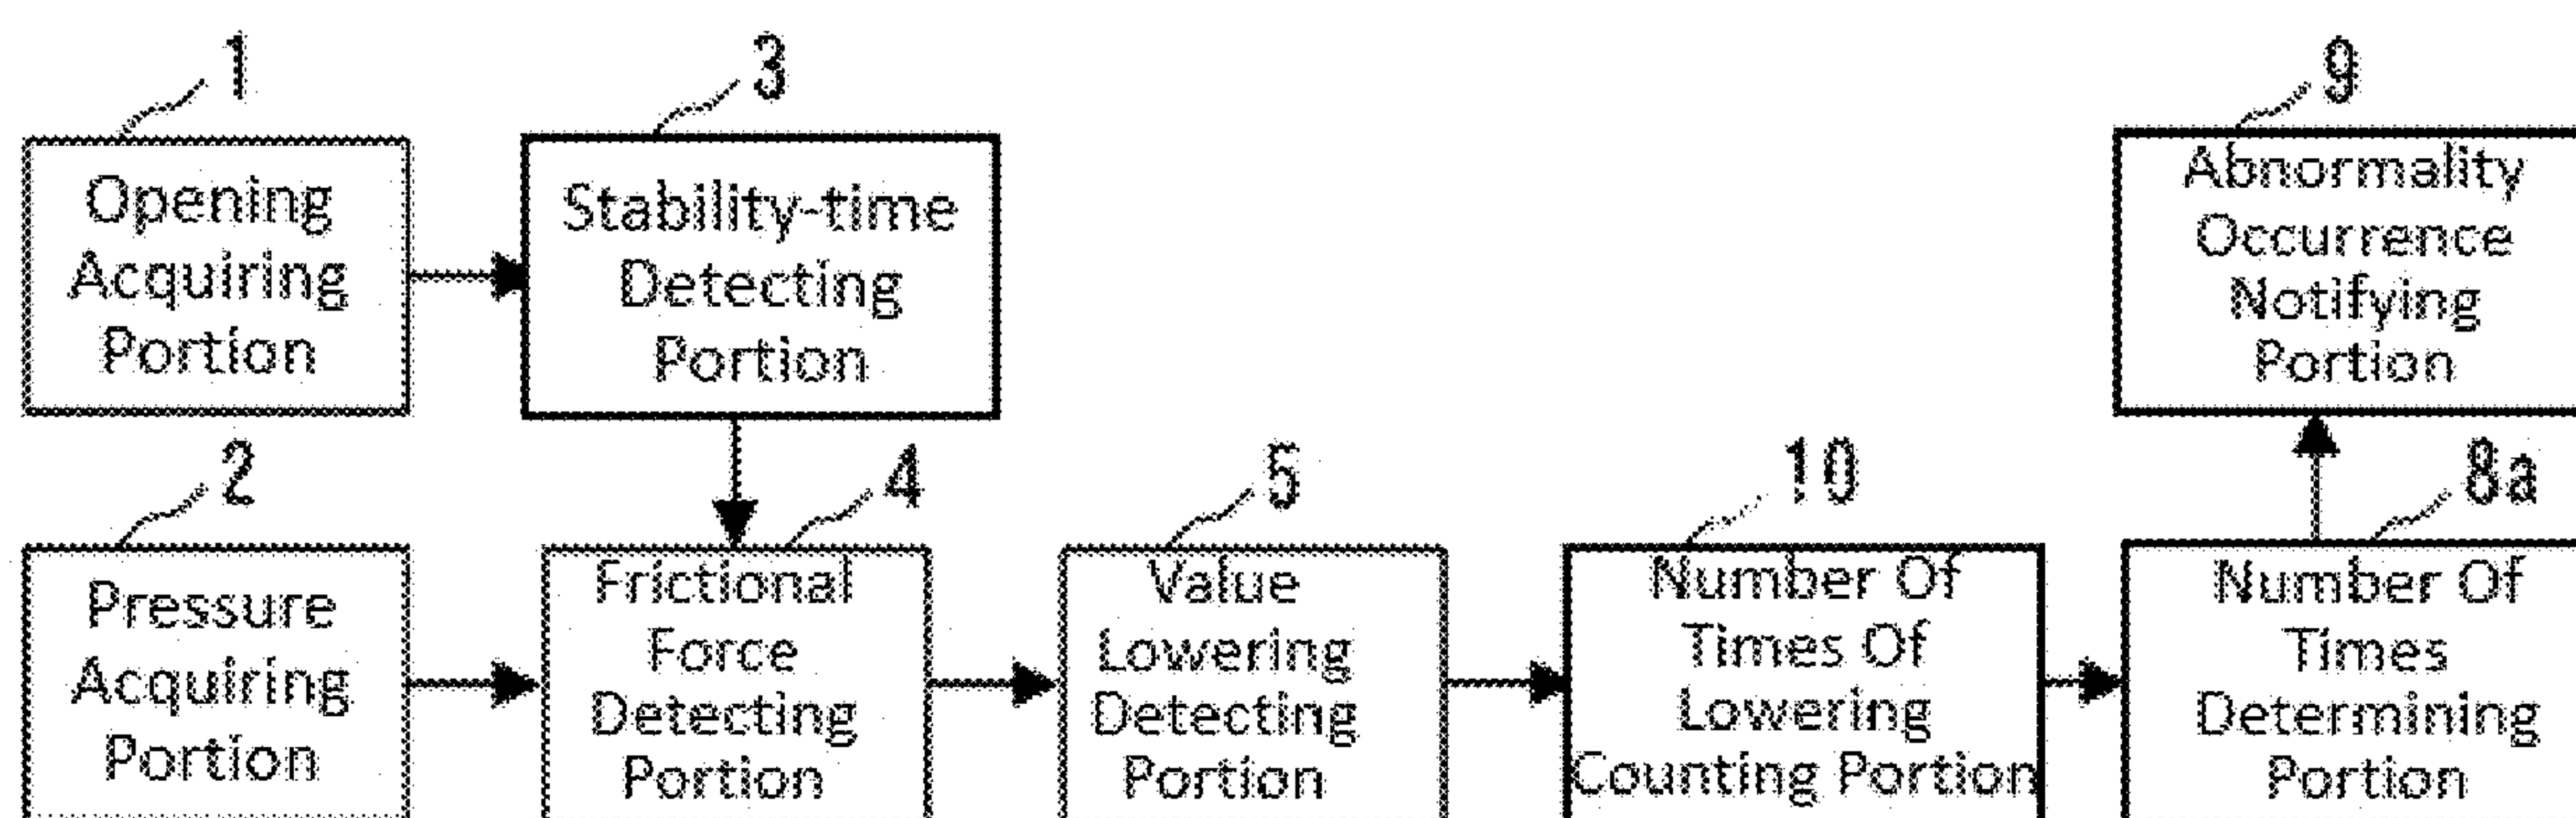 1
Opening
Acquiring
Portion
3
Stability-time
Detecting
Portion
9
Abnormality
Occurrence
Notifying
Portion
2
Pressure
Acquiring
Portion
4
Frictional
Force
Detecting
Portion
5
Value
Lowering
Detecting
Portion
10
Number Of
Times Of
Lowering
Counting Portion
8a
Number Of
Times
Determining
Portion